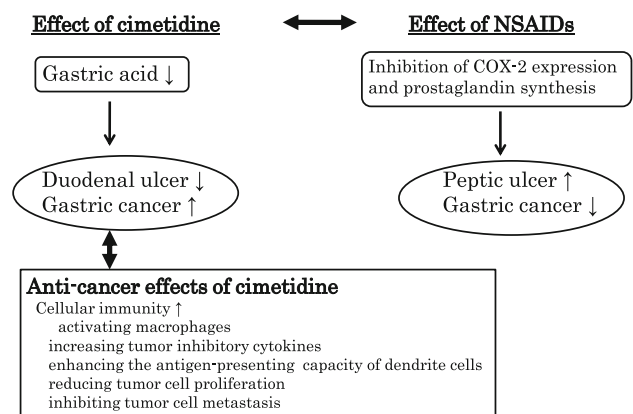 Effect of cimetidine
Effect of NSAIDs
Gastric acid ↓
Inhibition of COX-2 expression
and prostaglandin synthesis
Duodenal ulcer ↓
Gastric cancer ↑
Peptic ulcer ↑
Gastric cancer ↓
Anti-cancer effects of cimetidine
Cellular immunity ↑
activating macrophages
increasing tumor inhibitory cytokines
enhancing the antigen-presenting capacity of dendrite cells
reducing tumor cell proliferation
inhibiting tumor cell metastasis